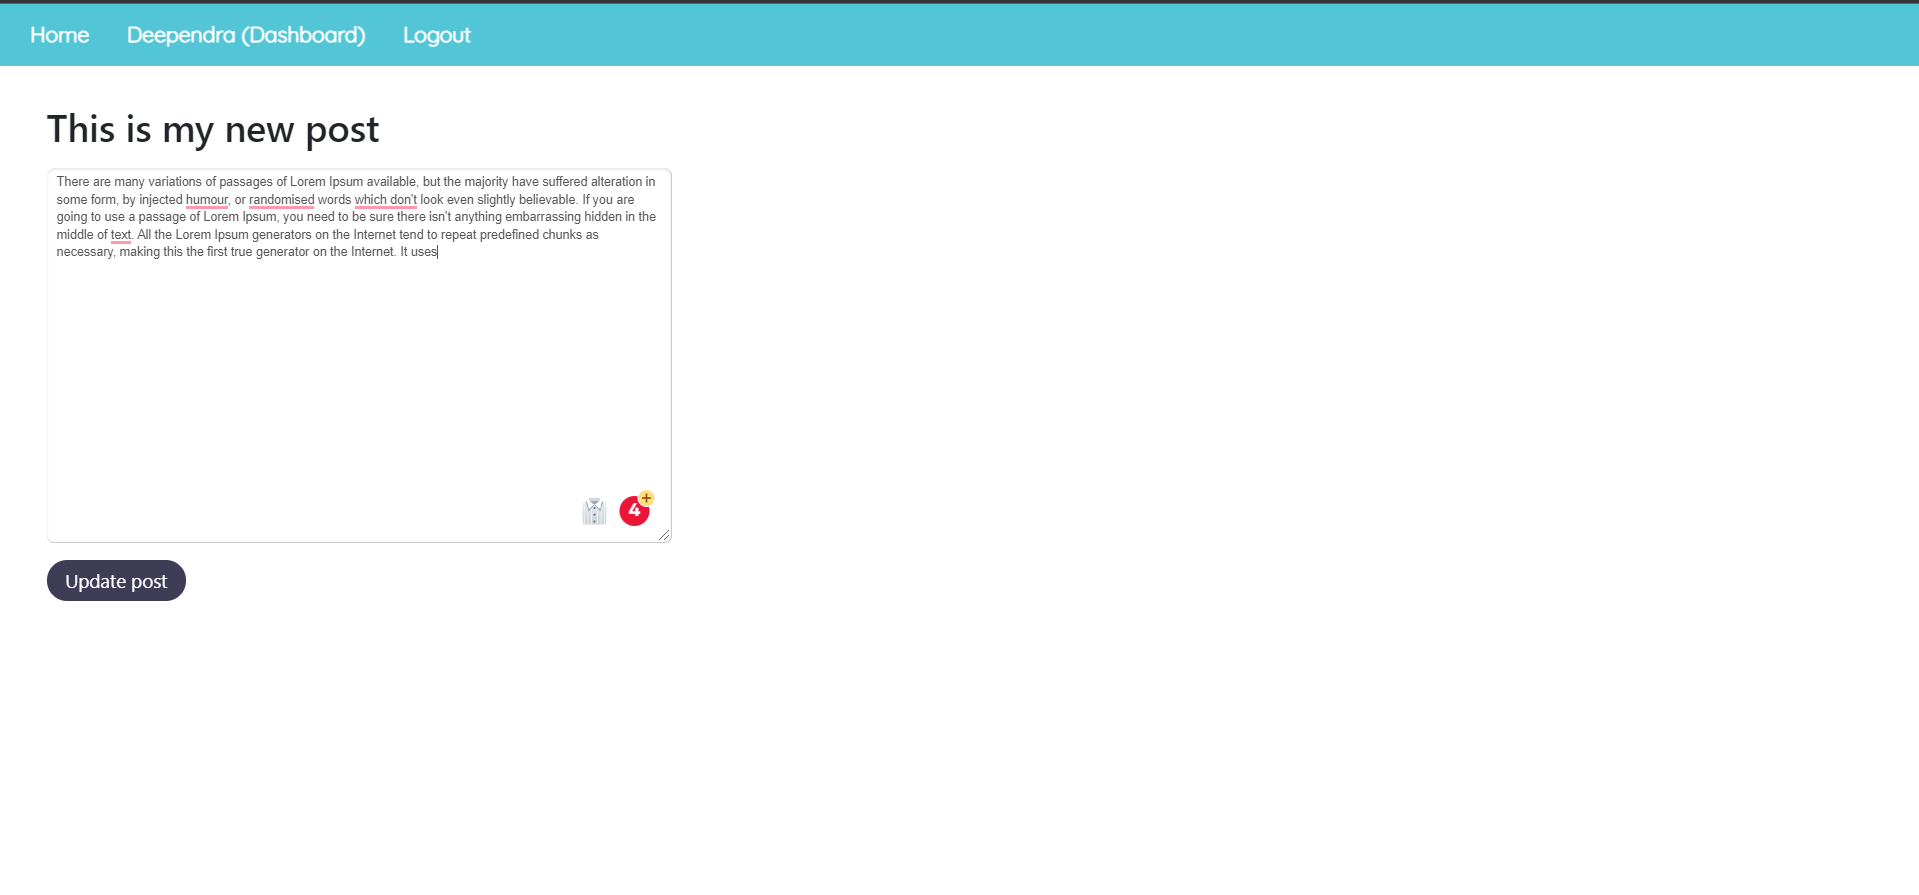 Home Deependra (Dashboard) Logout
This is my new post
There are many variations of passages of Lorem Ipsum available, but the majority have suffered alteration in
some form, by injected humour, or randomised words which don't look even slightly believable. If you are
going to use a passage of Lorem Ipsum, you need to be sure there isn't anything embarrassing hidden in the
middle of text. All the Lorem Ipsum generators on the Internet tend to repeat predefined chunks as
necessary, making this the first true generator on the Internet. It uses
4
+
Update post